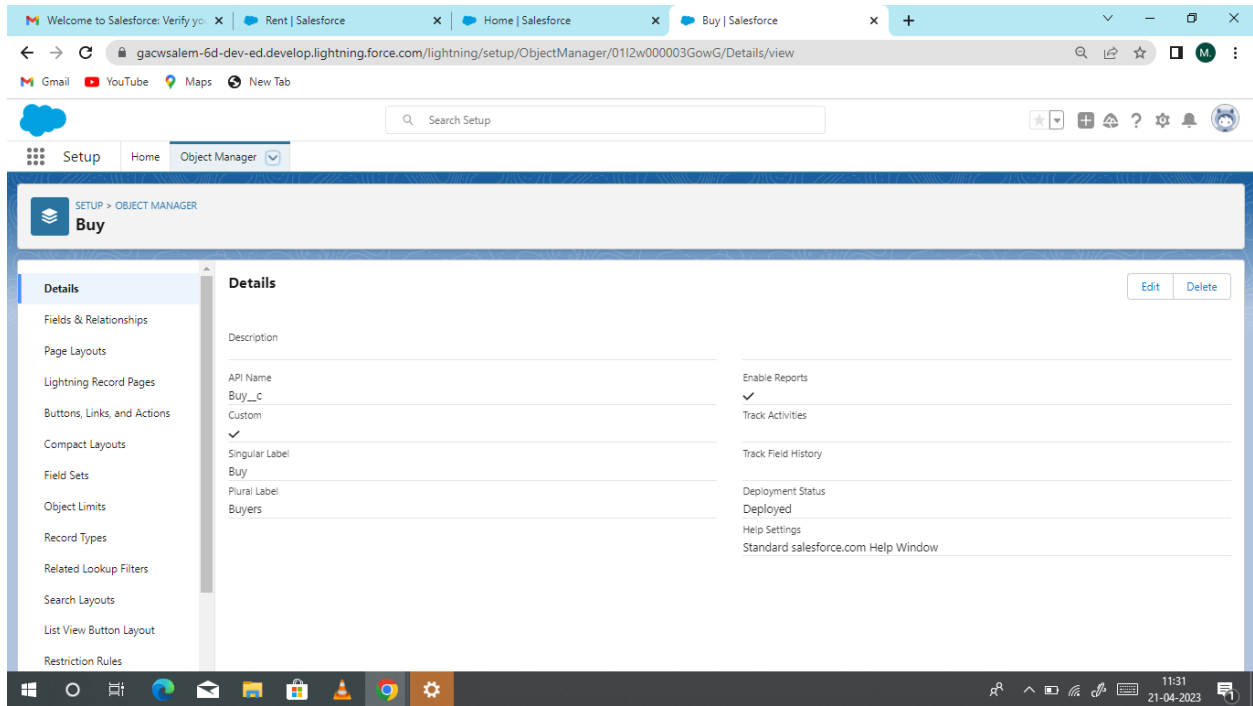 Welcome to Salesforce: Verify yo
Rent | Salesforce
Home | Salesforce
Buy | Salesforce
gacwsalem-6d-dev-ed.develop.lightning.force.com/lightning/setup/ObjectManager/01I2w000003GowG/Details/view
M.
Gmail YouTube Maps New Tab
Search Setup
Setup Home Object Manager
SETUP > OBJECT MANAGER
Buy
Details
Fields & Relationships
Page Layouts
Lightning Record Pages
Buttons, Links, and Actions
Compact Layouts
Field Sets
Object Limits
Record Types
Related Lookup Filters
Search Layouts
List View Button Layout
Restriction Rules
Details
Edit Delete
Description
API Name
Buy__c
Custom
Singular Label
Buy
Plural Label
Buyers
Enable Reports
Track Activities
Track Field History
Deployment Status
Deployed
Help Settings
Standard salesforce.com Help Window
11:31
21-04-2023
1